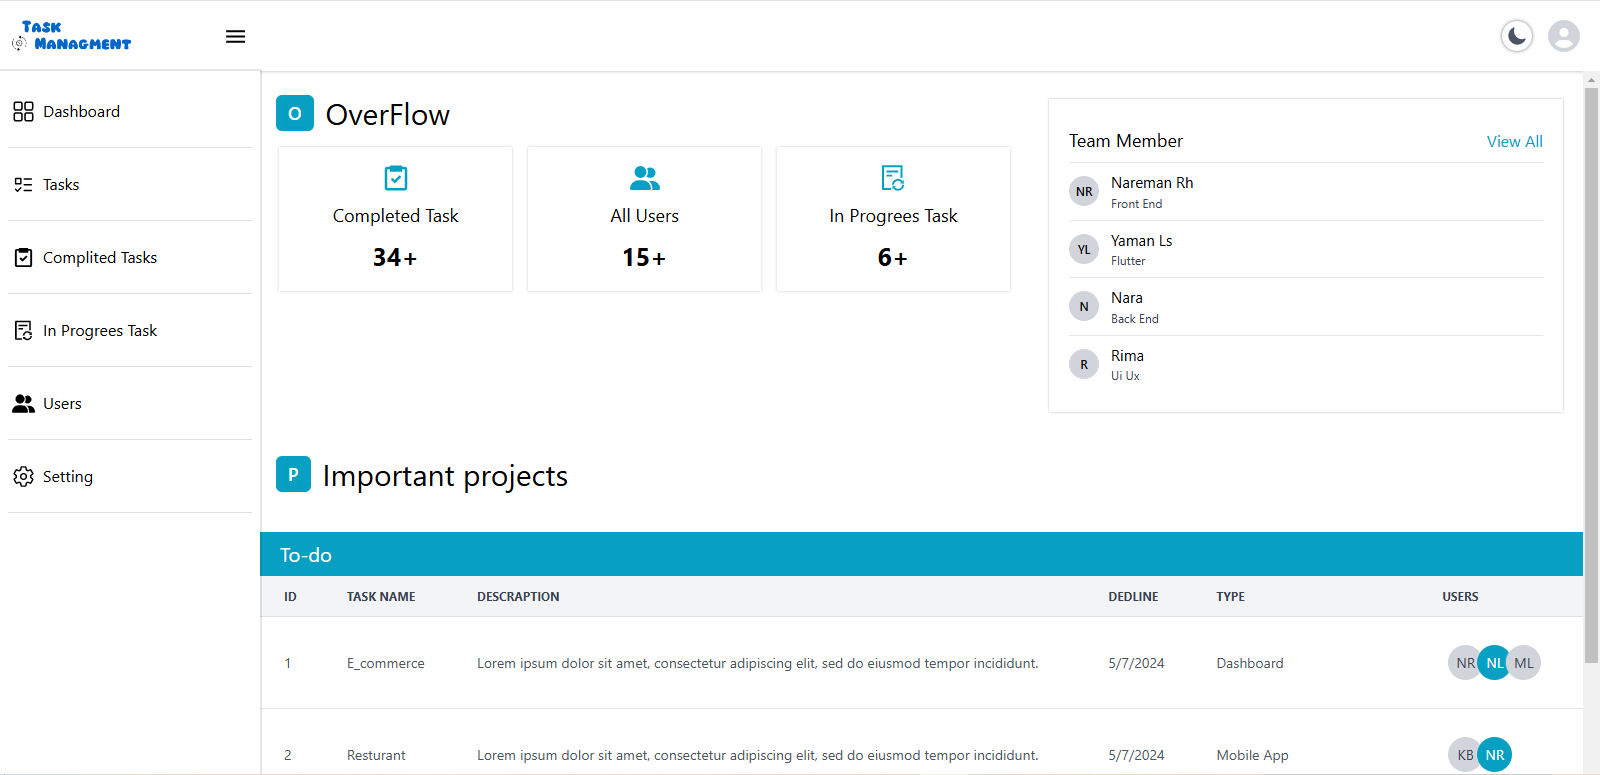 Task
Managment
Dashboard
Tasks
Complited Tasks
In Progrees Task
Users
Setting
O OverFlow
Completed Task
34+
All Users
15+
In Progrees Task
6+
Team Member View All
NR Nareman Rh
Front End
YL Yaman Ls
Flutter
N Nara
Back End
R Rima
Ui Ux
P Important projects
To-do
ID TASK NAME DESCRAPTION DEDLINE TYPE USERS
1 E_commerce Lorem ipsum dolor sit amet, consectetur adipiscing elit, sed do eiusmod tempor incididunt. 5/7/2024 Dashboard NR NL ML
2 Resturant Lorem ipsum dolor sit amet, consectetur adipiscing elit, sed do eiusmod tempor incididunt. 5/7/2024 Mobile App KB NR